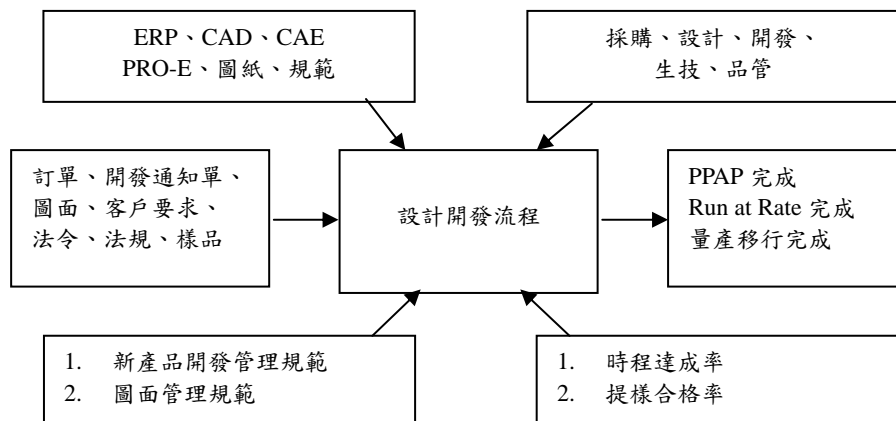 ERP、CAD、CAE
PRO-E、圖紙、規範
採購、設計、開發、
生技、品管
訂單、開發通知單、
圖面、客戶要求、
法令、法規、樣品
設計開發流程
PPAP 完成
Run at Rate 完成
量產移行完成
1. 新產品開發管理規範
2. 圖面管理規範
1. 時程達成率
2. 提樣合格率